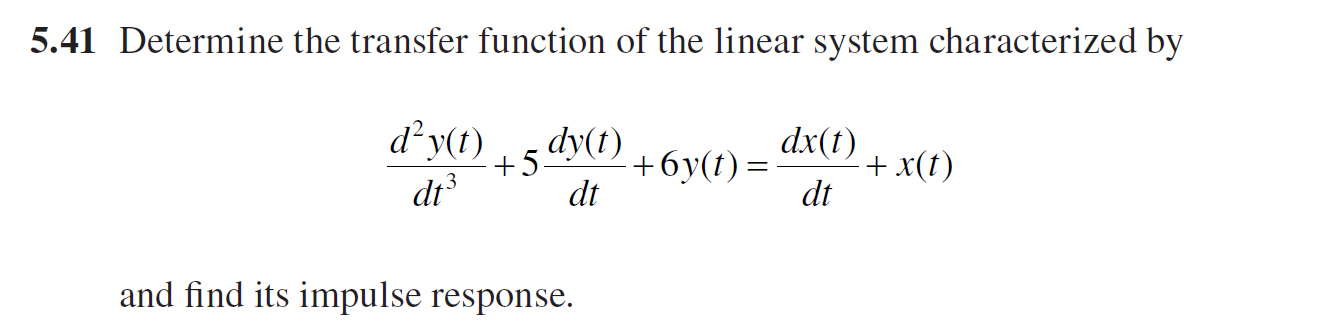 5.41 Determine the transfer function of the linear system characterized by
d²y(t)/dt³ + 5 dy(t)/dt + 6y(t) = dx(t)/dt + x(t)
and find its impulse response.